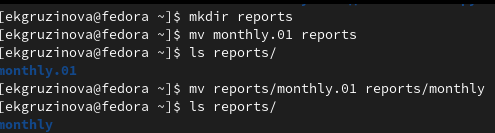 [ekgruzinova@fedora ~]$ mkdir reports
[ekgruzinova@fedora ~]$ mv monthly.01 reports
[ekgruzinova@fedora ~]$ ls reports/
monthly.01
[ekgruzinova@fedora ~]$ mv reports/monthly.01 reports/monthly
[ekgruzinova@fedora ~]$ ls reports/
monthly